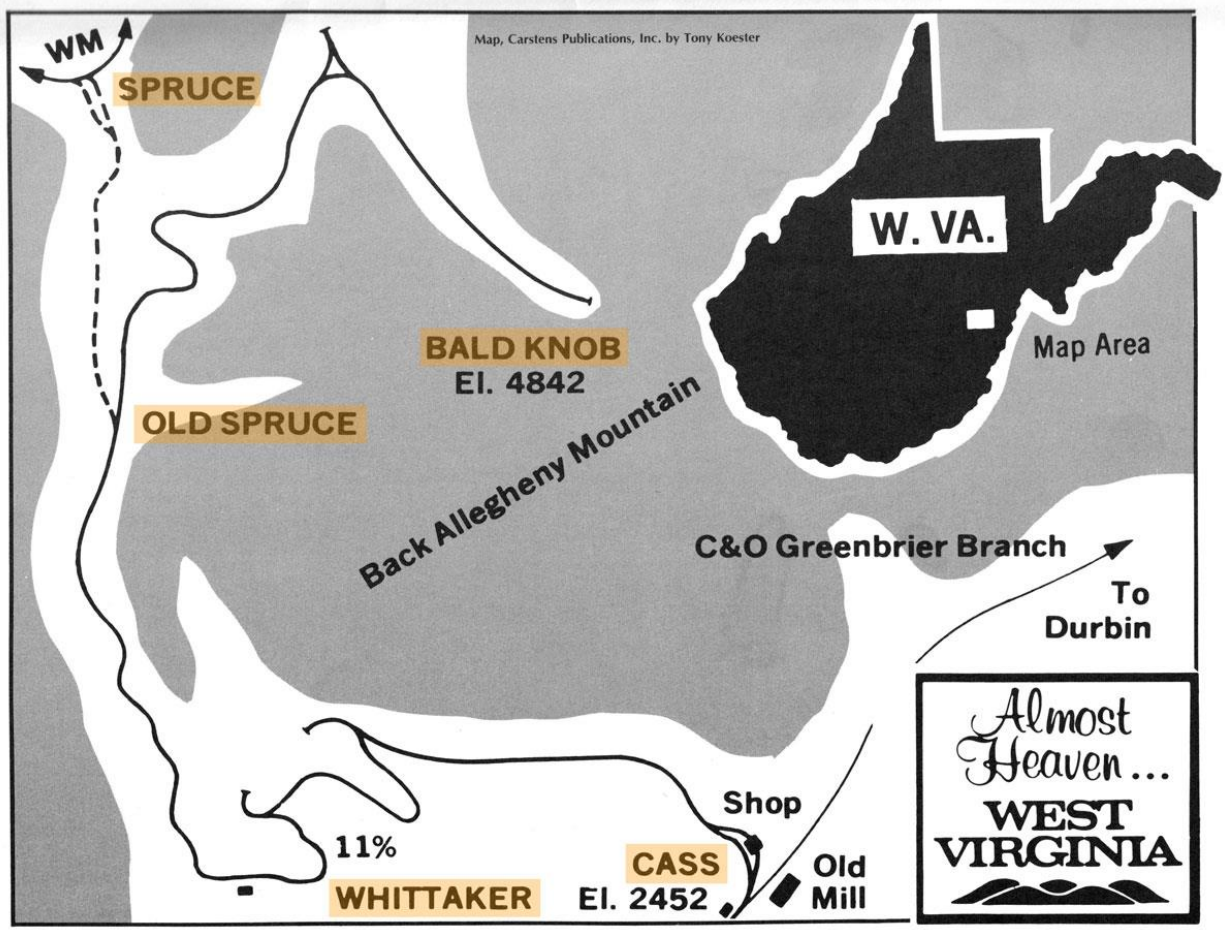 Map, Carstens Publications, Inc. by Tony Koester
WM
SPRUCE
W. VA.
Map Area
BALD KNOB
El. 4842
OLD SPRUCE
Back Allegheny Mountain
C&O Greenbrier Branch
To
Durbin
Almost
Heaven...
WEST
VIRGINIA
Shop
11%
CASS
El. 2452
Old
Mill
WHITTAKER